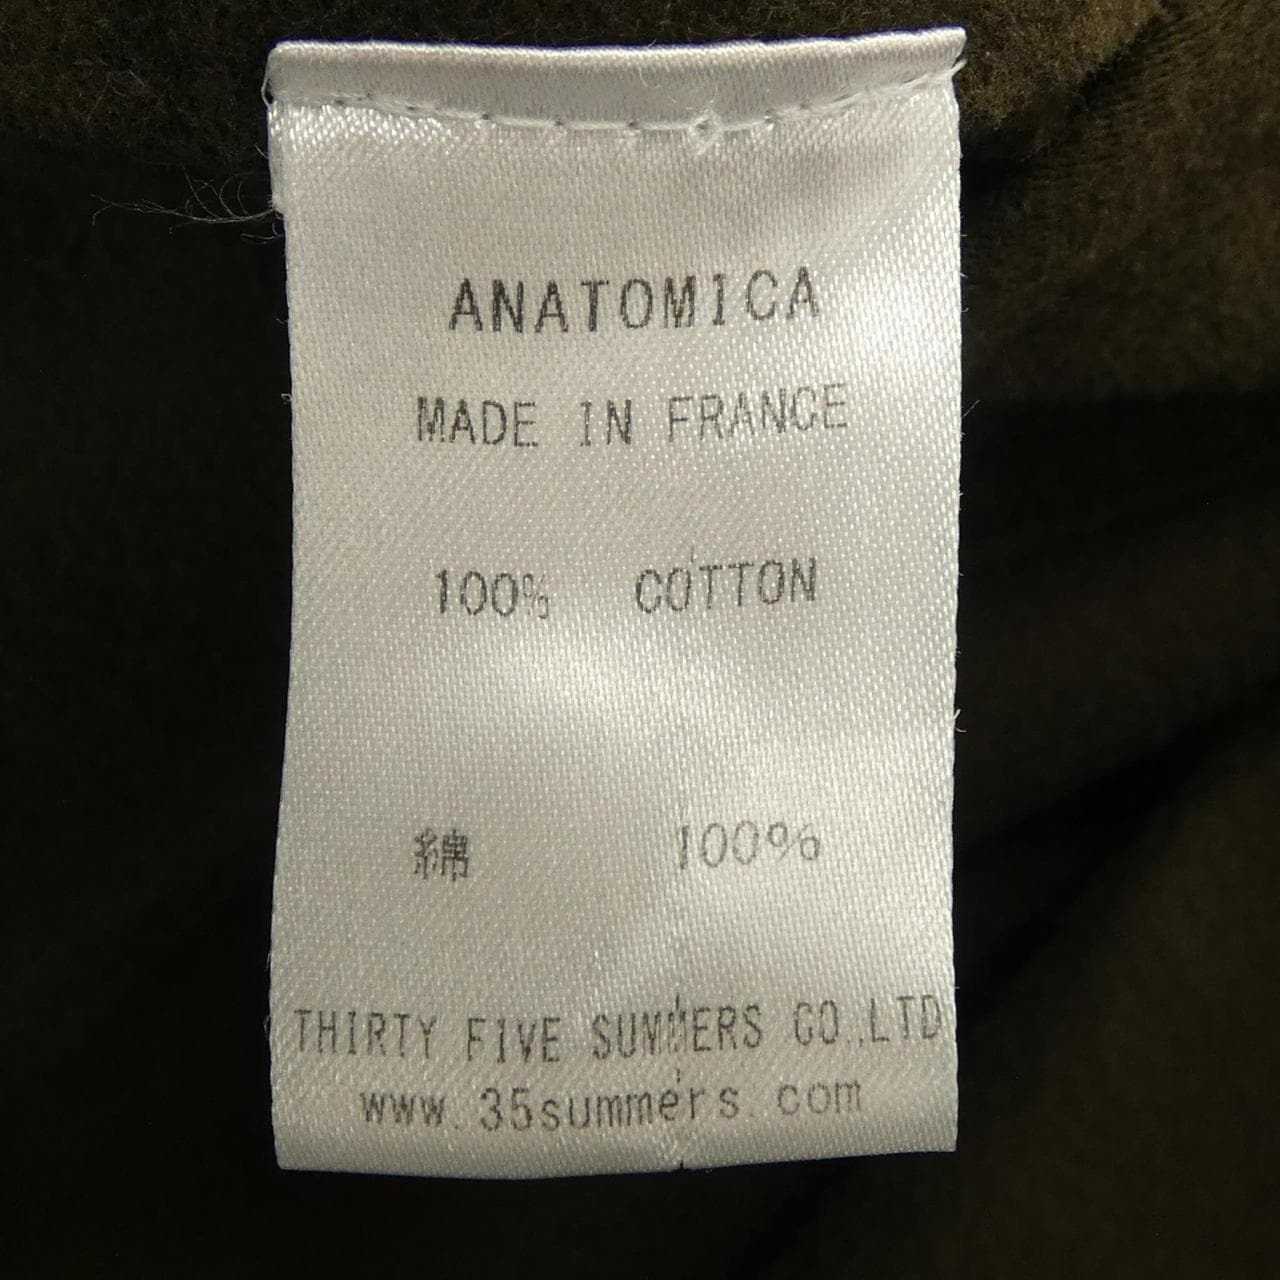 ANATOMICA
MADE IN FRANCE
100% COTTON
綿 100%
THIRTY FIVE SUMMERS CO.,LTD
www.35summers.com